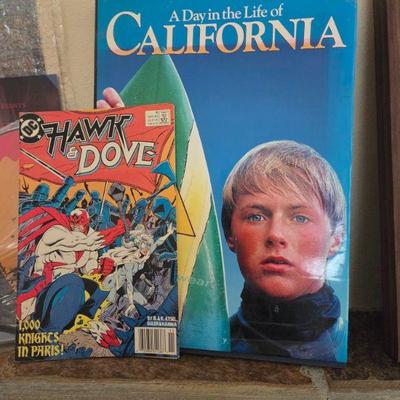 A Day in the Life of
CALIFORNIA
DC
HAWK
& DOVE
1,000
KNIGHTS
IN PARIS!